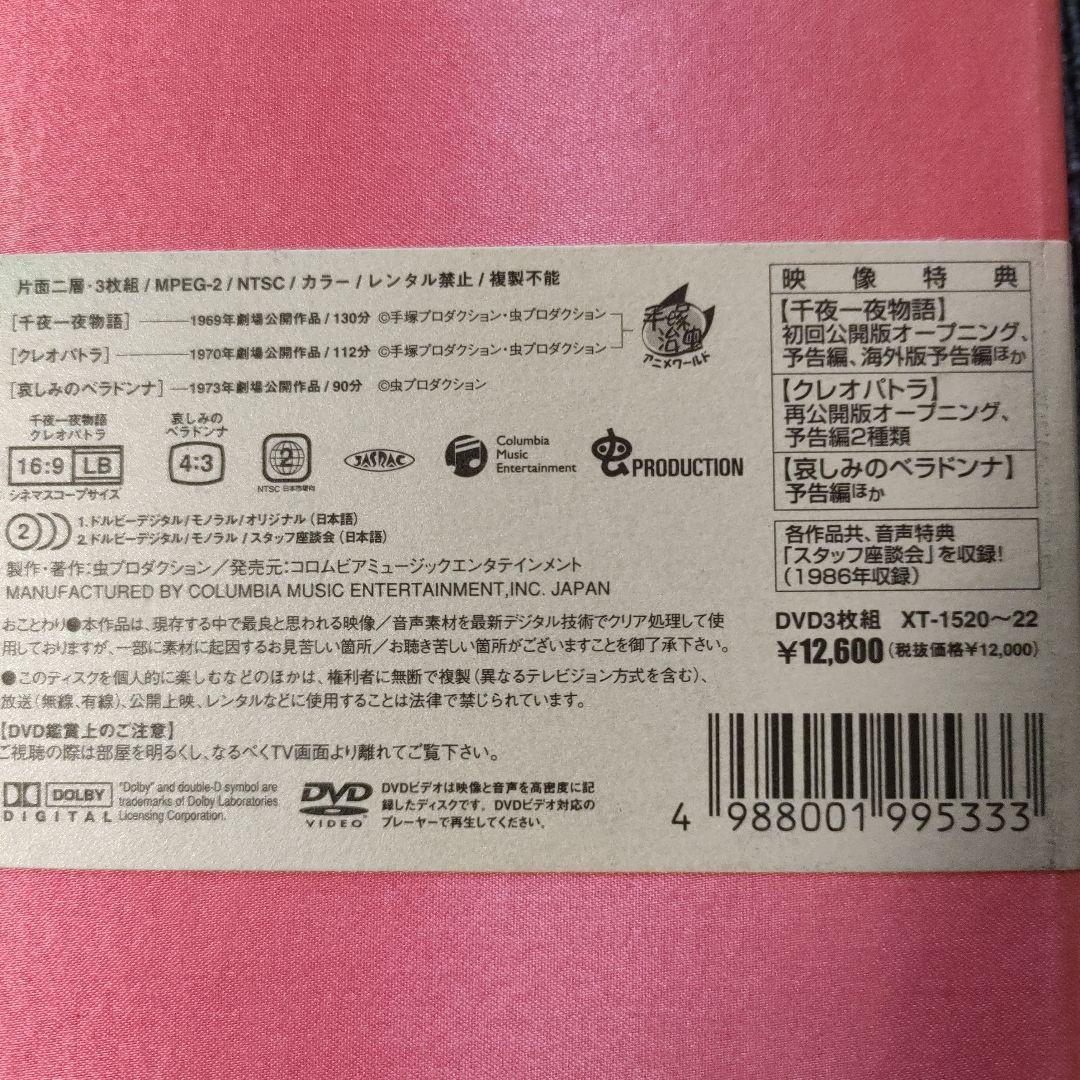 片面二層・3枚組/MPEG-2/NTSC/カラー/レンタル禁止/複製不能
[千夜一夜物語]——1969年劇場公開作品/130分 ©手塚プロダクション・虫プロダクション
[クレオパトラ]——1970年劇場公開作品/112分 ©手塚プロダクション・虫プロダクション
[哀しみのベラドンナ]—1973年劇場公開作品/90分 ©虫プロダクション
手塚治虫
アニメワールド
千夜一夜物語
クレオパトラ
16:9 LB
シネマスコープサイズ
哀しみの
ベラドンナ
4:3
2
NTSC 日本市場向
JASRAC
Columbia
Music
Entertainment
虫PRODUCTION
2
1.ドルビーデジタル/モノラル/オリジナル(日本語)
2.ドルビーデジタル/モノラル/スタッフ座談会(日本語)
製作・著作:虫プロダクション/発売元:コロムビアミュージックエンタテインメント
MANUFACTURED BY COLUMBIA MUSIC ENTERTAINMENT,INC. JAPAN
おことわり●本作品は、現存する中で最良と思われる映像/音声素材を最新デジタル技術でクリア処理して使
用しておりますが、一部に素材に起因するお見苦しい箇所/お聴き苦しい箇所がございますことを御了承下さい。
●このディスクを個人的に楽しむなどのほかは、権利者に無断で複製(異なるテレビジョン方式を含む)、
放送(無線、有線)、公開上映、レンタルなどに使用することは法律で禁じられています。
【DVD鑑賞上のご注意】
ご視聴の際は部屋を明るくし、なるべくTV画面より離れてご覧下さい。
DOLBY
DIGITAL
"Dolby" and double-D symbol are
trademarks of Dolby Laboratories
Licensing Corporation.
DVD
VIDEO
DVDビデオは映像と音声を高密度に記
録したディスクです。DVDビデオ対応の
プレーヤーで再生してください。
映像特典
【千夜一夜物語】
初回公開版オープニング、
予告編、海外版予告編ほか
【クレオパトラ】
再公開版オープニング、
予告編2種類
【哀しみのベラドンナ】
予告編ほか
各作品共、音声特典
「スタッフ座談会」を収録!
(1986年収録)
DVD3枚組 XT-1520〜22
¥12,600(税抜価格¥12,000)
4 988001 995333